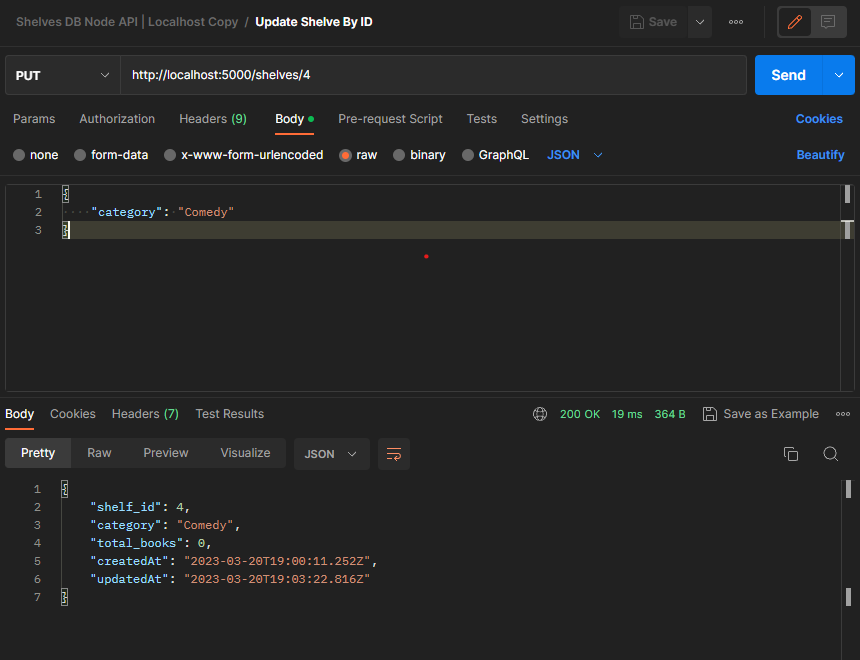 Shelves DB Node API | Localhost Copy / Update Shelve By ID Save
PUT http://localhost:5000/shelves/4 Send
Params Authorization Headers (9) Body Pre-request Script Tests Settings Cookies
none form-data x-www-form-urlencoded raw binary GraphQL JSON Beautify
1 {
2 "category": "Comedy"
3 }
Body Cookies Headers (7) Test Results 200 OK 19 ms 364 B Save as Example
Pretty Raw Preview Visualize JSON
1 {
2 "shelf_id": 4,
3 "category": "Comedy",
4 "total_books": 0,
5 "createdAt": "2023-03-20T19:00:11.252Z",
6 "updatedAt": "2023-03-20T19:03:22.816Z"
7 }